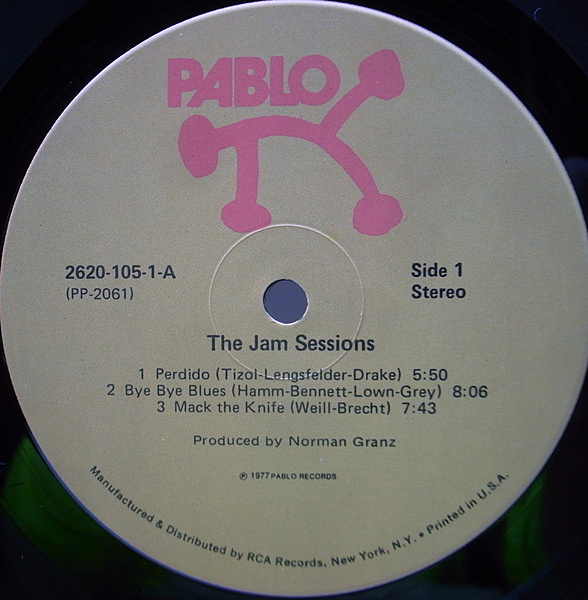 PABLO
2620-105-1-A
(PP-2061)
Side 1
Stereo
The Jam Sessions
1 Perdido (Tizol-Lengsfelder-Drake) 5:50
2 Bye Bye Blues (Hamm-Bennett-Lown-Grey) 8:06
3 Mack the Knife (Weill-Brecht) 7:43
Produced by Norman Granz
℗ 1977 PABLO RECORDS
Manufactured & Distributed by RCA Records, New York, N.Y. • Printed in U.S.A.